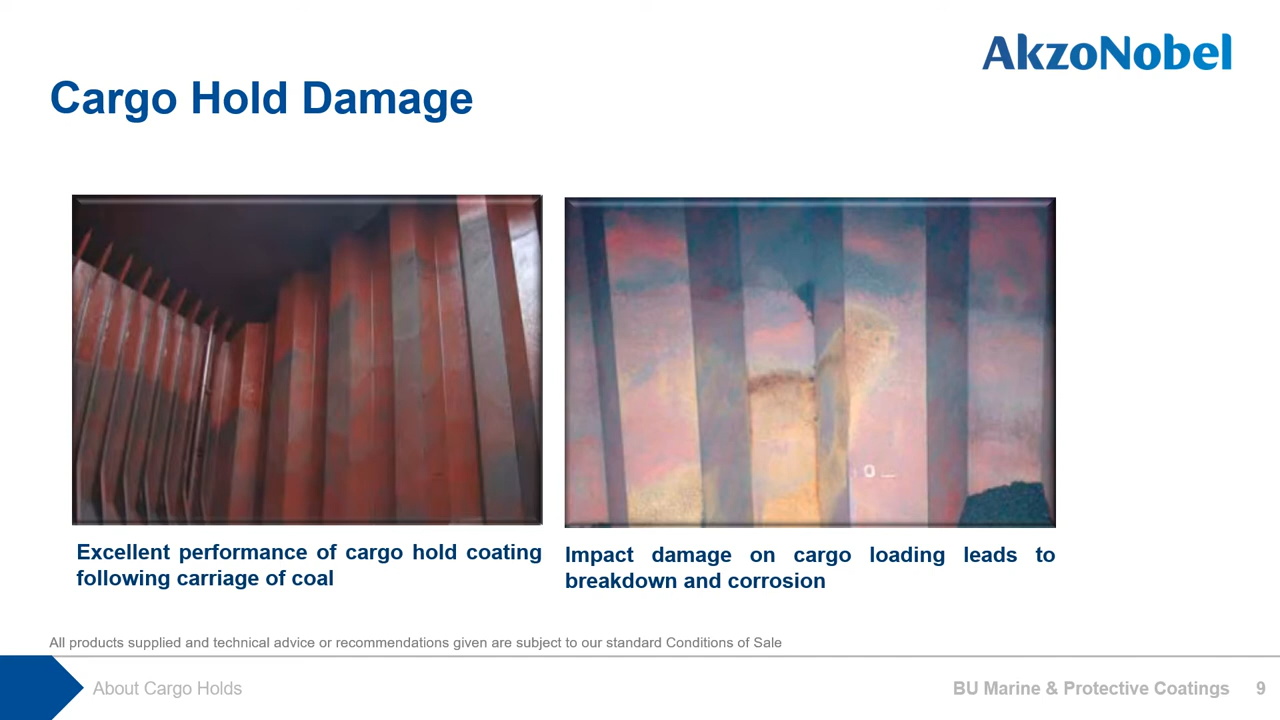 AkzoNobel
Cargo Hold Damage
Excellent performance of cargo hold coating
following carriage of coal
Impact damage on cargo loading leads to
breakdown and corrosion
All products supplied and technical advice or recommendations given are subject to our standard Conditions of Sale
About Cargo Holds
BU Marine & Protective Coatings 9